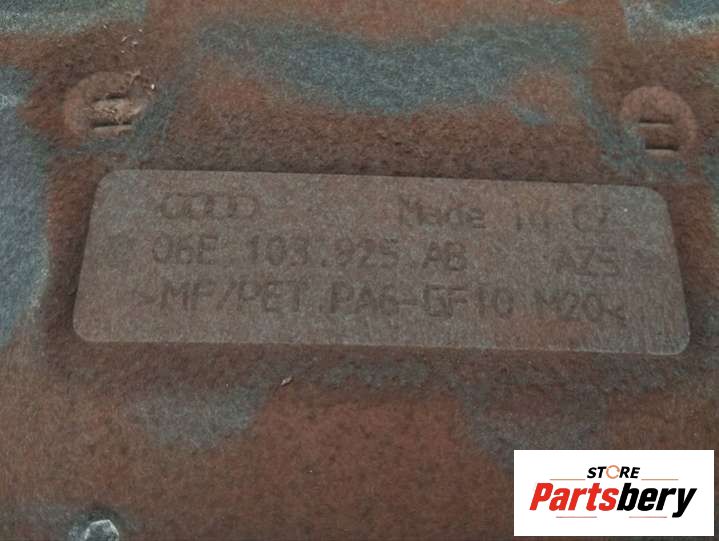 Made in CZ
06E 103 925 AB AZS
>MF/PET.PA6-GF10 M20<
STORE
Partsbery